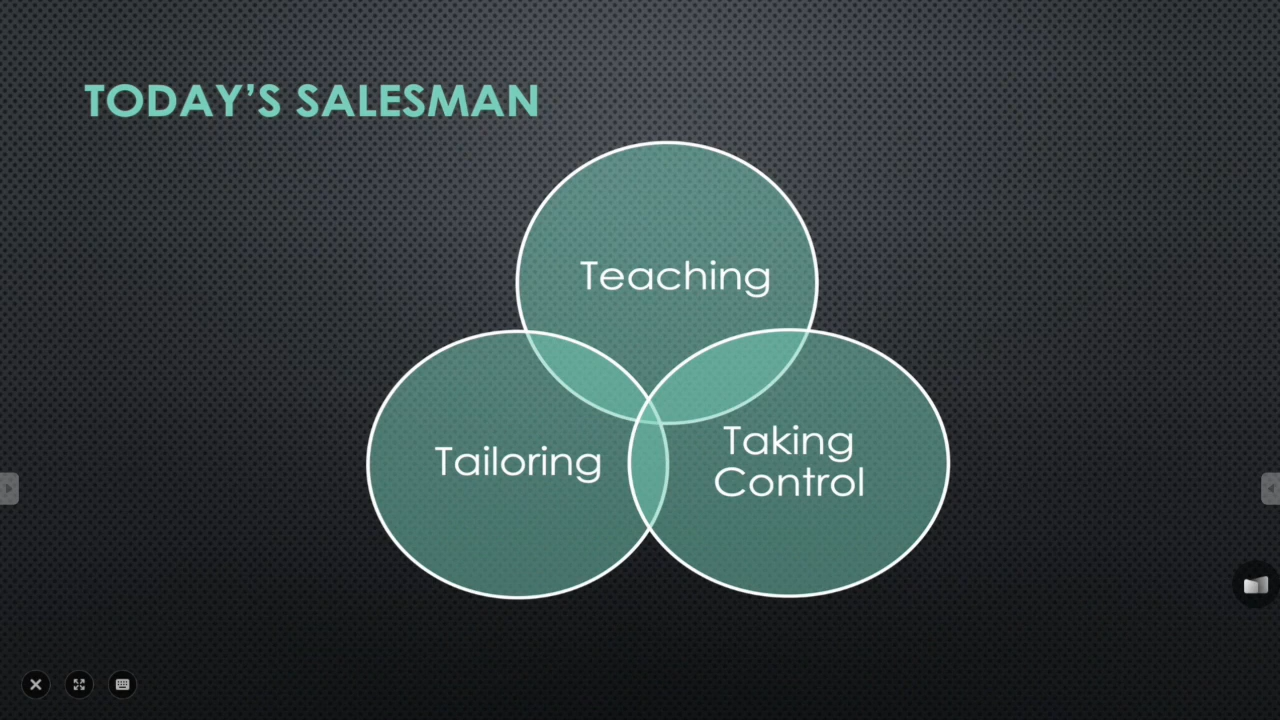 TODAY'S SALESMAN
Teaching
Tailoring
Taking
Control